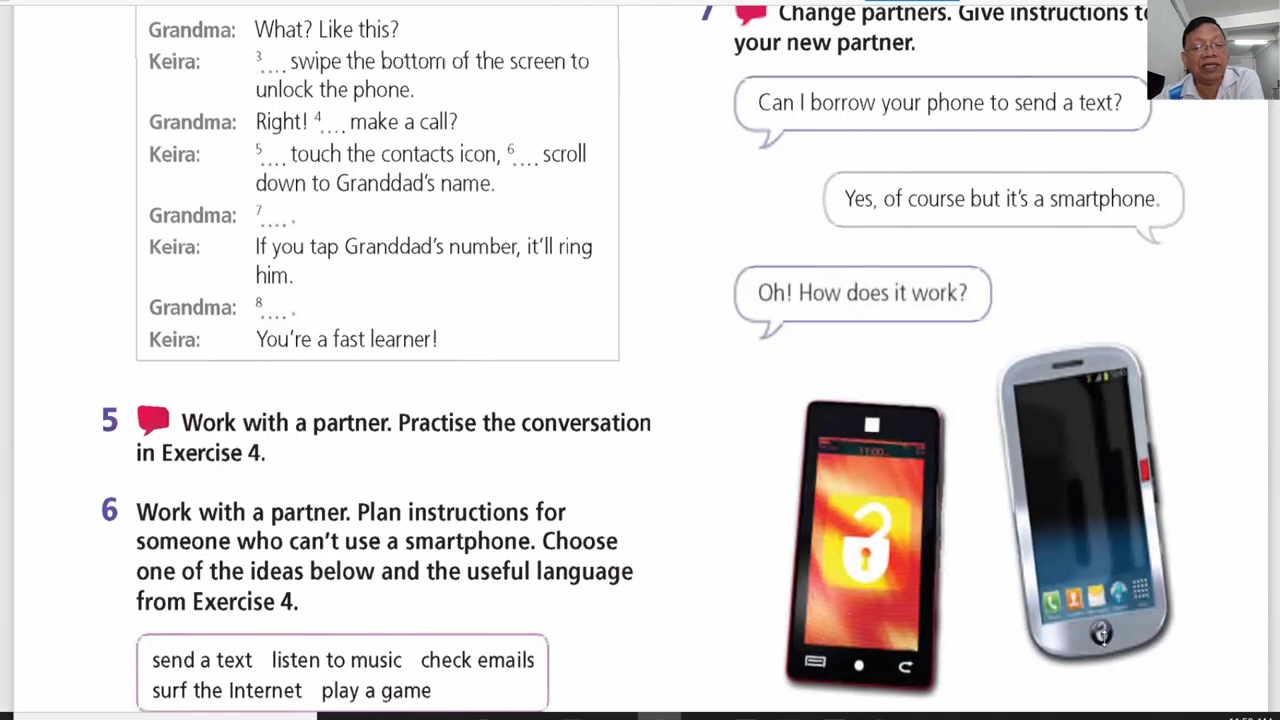 Grandma: What? Like this?
Keira: 3.... swipe the bottom of the screen to
unlock the phone.
Grandma: Right! 4.... make a call?
Keira: 5.... touch the contacts icon, 6.... scroll
down to Granddad's name.
Grandma: 7.... .
Keira: If you tap Granddad's number, it'll ring
him.
Grandma: 8.... .
Keira: You're a fast learner!
5 Work with a partner. Practise the conversation
in Exercise 4.
6 Work with a partner. Plan instructions for
someone who can't use a smartphone. Choose
one of the ideas below and the useful language
from Exercise 4.
send a text listen to music check emails
surf the Internet play a game
7 Change partners. Give instructions to
your new partner.
Can I borrow your phone to send a text?
Yes, of course but it's a smartphone.
Oh! How does it work?
11:00